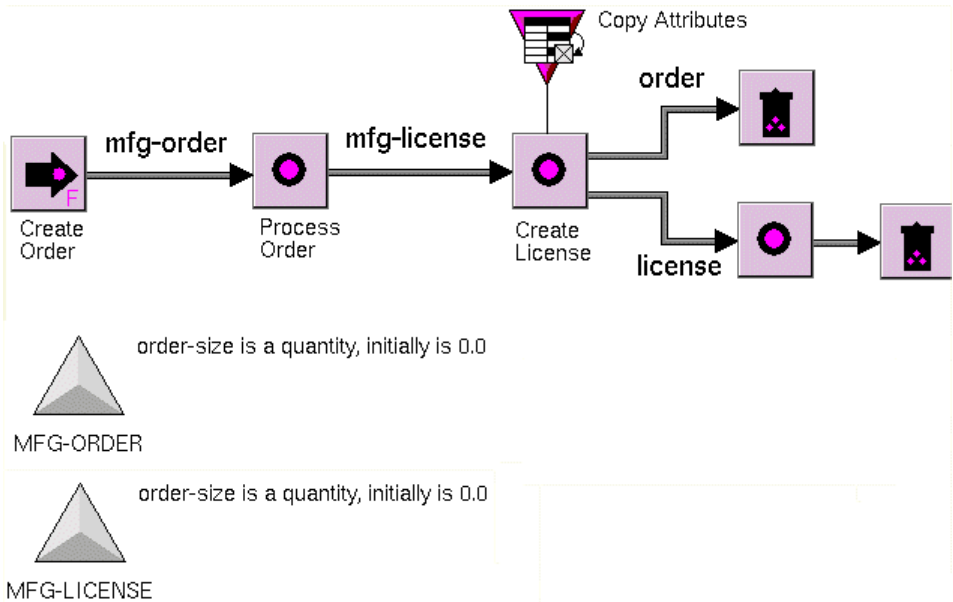 Copy Attributes
order
mfg-order
mfg-license
F
Create
Order
Process
Order
Create
License
license
order-size is a quantity, initially is 0.0
MFG-ORDER
order-size is a quantity, initially is 0.0
MFG-LICENSE